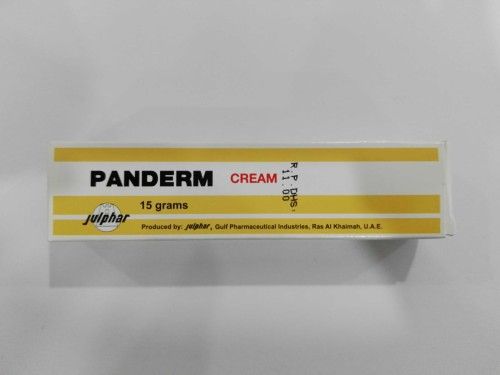 PANDERM CREAM
R.P. DHS.
11.00
15 grams
julphar
Produced by: julphar, Gulf Pharmaceutical Industries, Ras Al Khaimah, U.A.E.